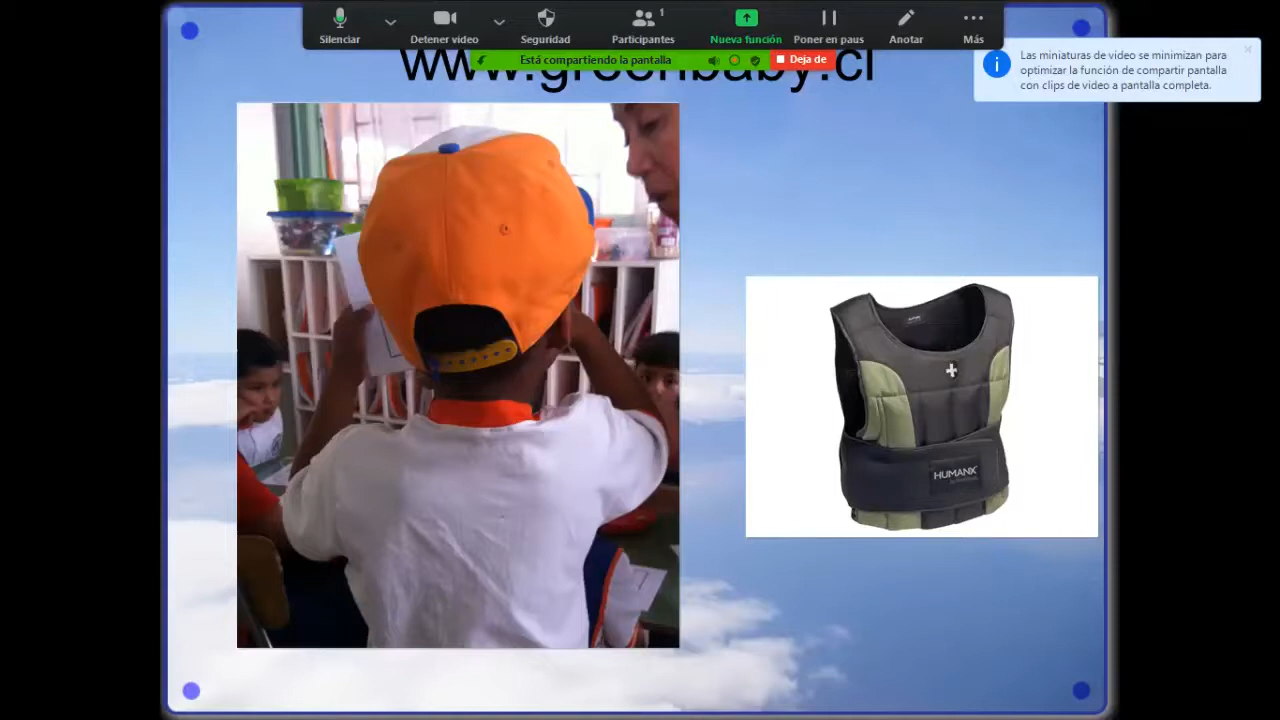 Silenciar
Detener video
Seguridad
Participantes
1
Nueva función
Poner en paus
Anotar
Más
Está compartiendo la pantalla
Deja de
www.greenbaby.cl
Las miniaturas de video se minimizan para
optimizar la función de compartir pantalla
con clips de video a pantalla completa.
HUMANX